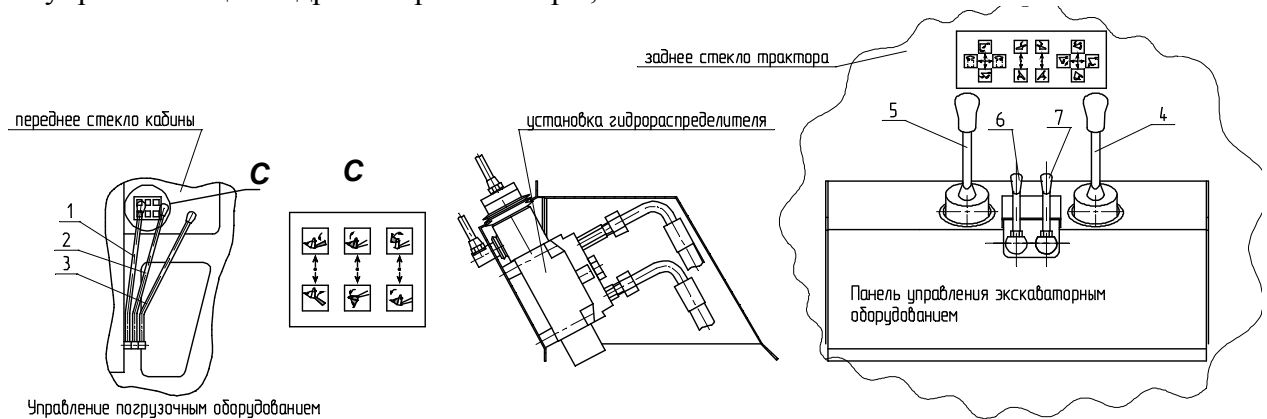 заднее стекло трактора
переднее стекло кабины
установка гидрораспределителя
5
6
7
4
С
С
1
2
3
Панель управления экскаваторным
оборудованием
Управление погрузочным оборудованием